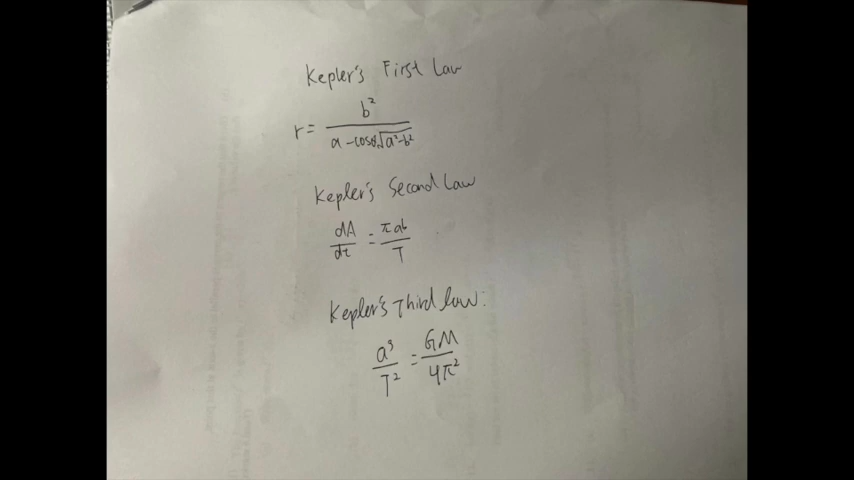 Kepler's First Law
r = b² / (a - cosθ√(a²-b²))
Kepler's Second Law
dA/dt = πab/T
Kepler's Third law:
a³/T² = GM/4π²